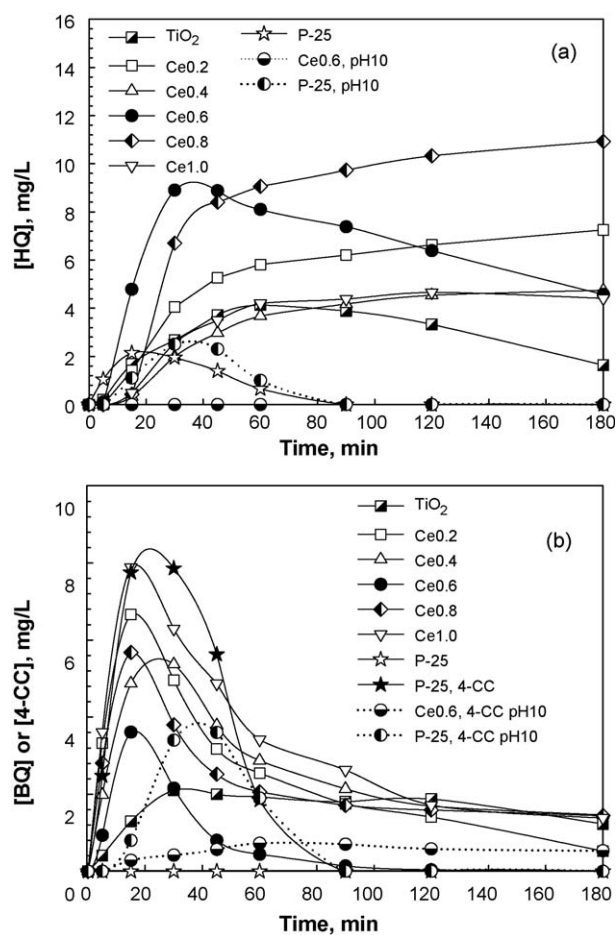 (a)
TiO2
Ce0.2
Ce0.4
Ce0.6
Ce0.8
Ce1.0
P-25
Ce0.6, pH10
P-25, pH10
[HQ], mg/L
16
14
12
10
8
6
4
2
0
0 20 40 60 80 100 120 140 160 180
Time, min
(b)
TiO2
Ce0.2
Ce0.4
Ce0.6
Ce0.8
Ce1.0
P-25
P-25, 4-CC
Ce0.6, 4-CC pH10
P-25, 4-CC pH10
[BQ] or [4-CC], mg/L
10
8
6
4
2
0
0 20 40 60 80 100 120 140 160 180
Time, min